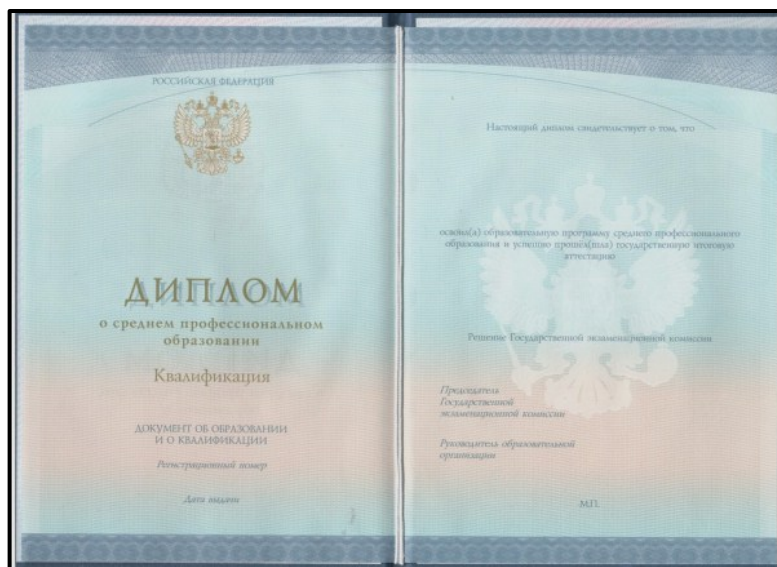 РОССИЙСКАЯ ФЕДЕРАЦИЯ
ДИПЛОМ
о среднем профессиональном
образовании
Квалификация
ДОКУМЕНТ ОБ ОБРАЗОВАНИИ
И О КВАЛИФИКАЦИИ
Регистрационный номер
Дата выдачи
Настоящий диплом свидетельствует о том, что
освоил(а) образовательную программу среднего профессионального
образования и успешно прошёл(шла) государственную итоговую
аттестацию
Решение Государственной экзаменационной комиссии
Председатель
Государственной
экзаменационной комиссии
Руководитель образовательной
организации
М.П.